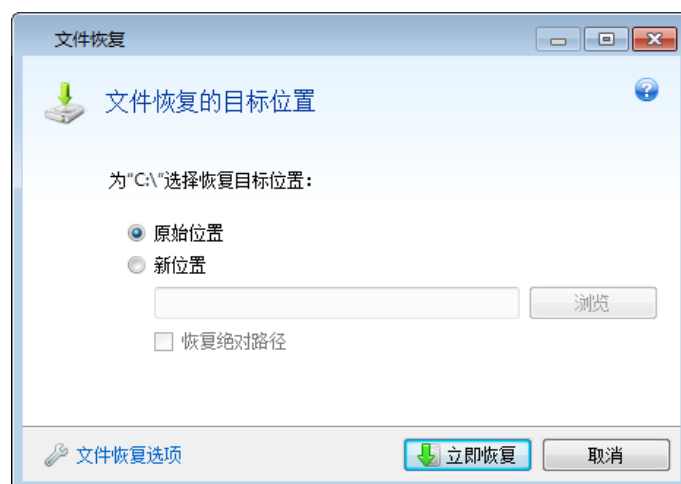 文件恢复
文件恢复的目标位置
为"C:\"选择恢复目标位置:
原始位置
新位置
浏览
恢复绝对路径
文件恢复选项
立即恢复
取消